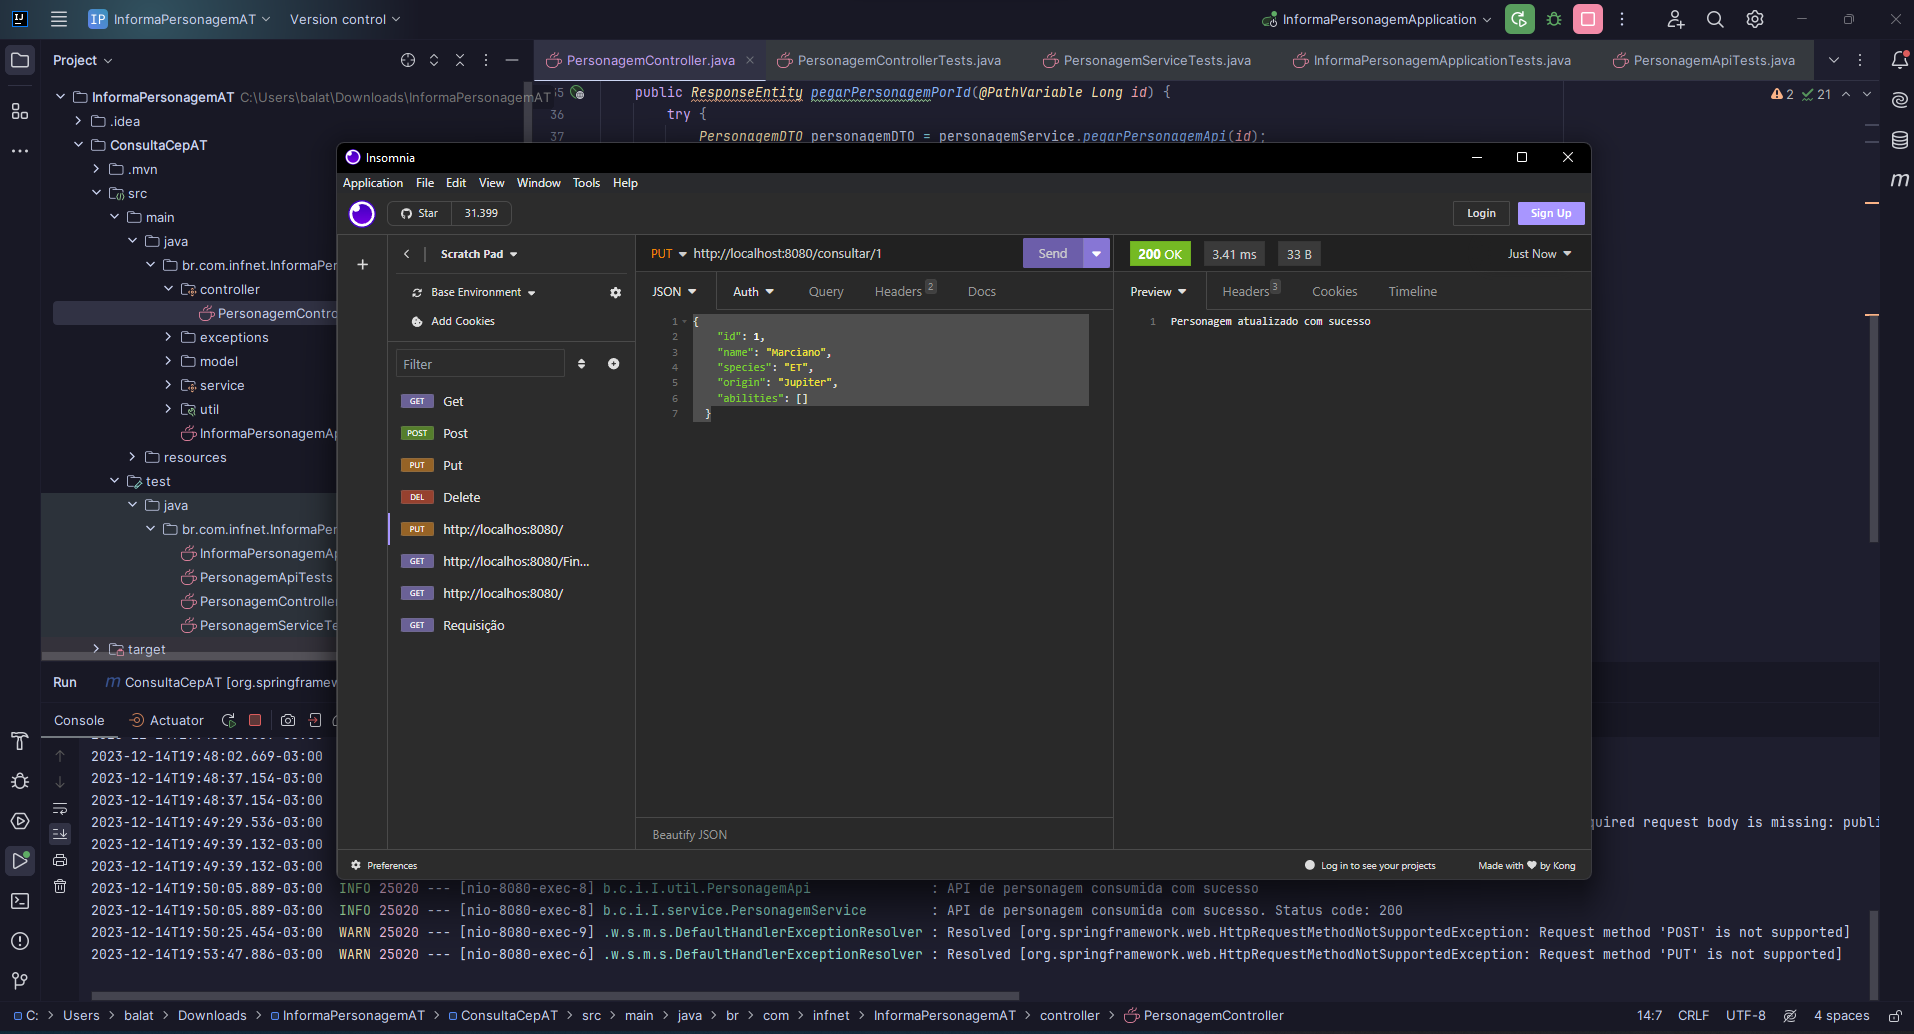 IJ
IP InformaPersonagemAT
Version control
InformaPersonagemApplication
Project
PersonagemController.java
PersonagemControllerTests.java
PersonagemServiceTests.java
InformaPersonagemApplicationTests.java
PersonagemApiTests.java
InformaPersonagemAT C:\Users\balat\Downloads\InformaPersonagemAT
.idea
ConsultaCepAT
.mvn
src
main
java
br.com.infnet.InformaPer
controller
PersonagemContro
exceptions
model
service
util
InformaPersonagemAp
resources
test
java
br.com.infnet.InformaPer
InformaPersonagemAp
PersonagemApiTests
PersonagemController
PersonagemServiceTe
target
35 public ResponseEntity pegarPersonagemPorId(@PathVariable Long id) {
36 try {
37 PersonagemDTO personagemDTO = personagemService.pegarPersonagemApi(id);
2 21
m
Insomnia
Application File Edit View Window Tools Help
Star 31.399
Login
Sign Up
Scratch Pad
Base Environment
Add Cookies
Filter
GET Get
POST Post
PUT Put
DEL Delete
PUT http://localhos:8080/
GET http://localhos:8080/Fin...
GET http://localhos:8080/
GET Requisição
PUT http://localhost:8080/consultar/1
Send
JSON Auth Query Headers 2 Docs
1 {
2 "id": 1,
3 "name": "Marciano",
4 "species": "ET",
5 "origin": "Jupiter",
6 "abilities": []
7 }
Beautify JSON
200 OK 3.41 ms 33 B Just Now
Preview Headers 3 Cookies Timeline
1 Personagem atualizado com sucesso
Preferences
Log in to see your projects
Made with ♥ by Kong
Run
m ConsultaCepAT [org.springframew
Console
Actuator
2023-12-14T19:48:02.669-03:00
2023-12-14T19:48:37.154-03:00
2023-12-14T19:48:37.154-03:00
2023-12-14T19:49:29.536-03:00 quired request body is missing: publi
2023-12-14T19:49:39.132-03:00
2023-12-14T19:49:39.132-03:00
2023-12-14T19:50:05.889-03:00 INFO 25020 --- [nio-8080-exec-8] b.c.i.I.util.PersonagemApi : API de personagem consumida com sucesso
2023-12-14T19:50:05.889-03:00 INFO 25020 --- [nio-8080-exec-8] b.c.i.I.service.PersonagemService : API de personagem consumida com sucesso. Status code: 200
2023-12-14T19:50:25.454-03:00 WARN 25020 --- [nio-8080-exec-9] .w.s.m.s.DefaultHandlerExceptionResolver : Resolved [org.springframework.web.HttpRequestMethodNotSupportedException: Request method 'POST' is not supported]
2023-12-14T19:53:47.886-03:00 WARN 25020 --- [nio-8080-exec-6] .w.s.m.s.DefaultHandlerExceptionResolver : Resolved [org.springframework.web.HttpRequestMethodNotSupportedException: Request method 'PUT' is not supported]
C: > Users > balat > Downloads > InformaPersonagemAT > ConsultaCepAT > src > main > java > br > com > infnet > InformaPersonagemAT > controller > PersonagemController
14:7 CRLF UTF-8 4 spaces